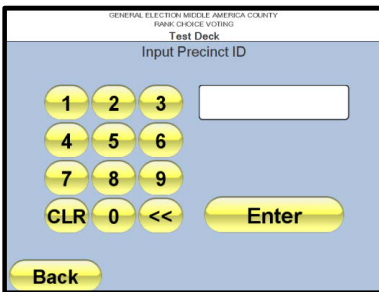 GENERAL ELECTION MIDDLE AMERICA COUNTY
RANK CHOICE VOTING
Test Deck
Input Precinct ID
1 2 3
4 5 6
7 8 9
CLR 0 << Enter
Back